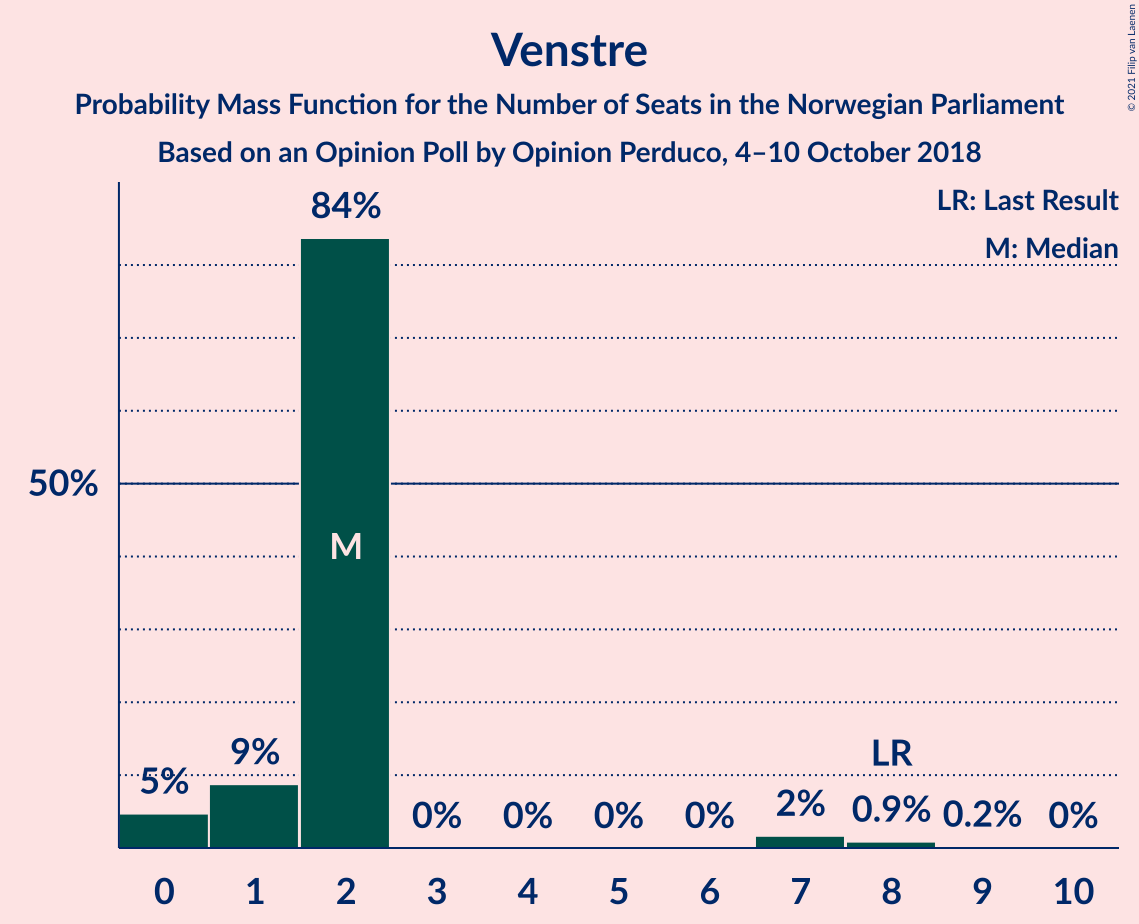 Venstre
Probability Mass Function for the Number of Seats in the Norwegian Parliament
Based on an Opinion Poll by Opinion Perduco, 4–10 October 2018
© 2021 Filip van Laenen
LR: Last Result
M: Median
84%
50%
M
5%
9%
0%
0%
0%
0%
2%
LR
0.9%
0.2%
0%
0 1 2 3 4 5 6 7 8 9 10